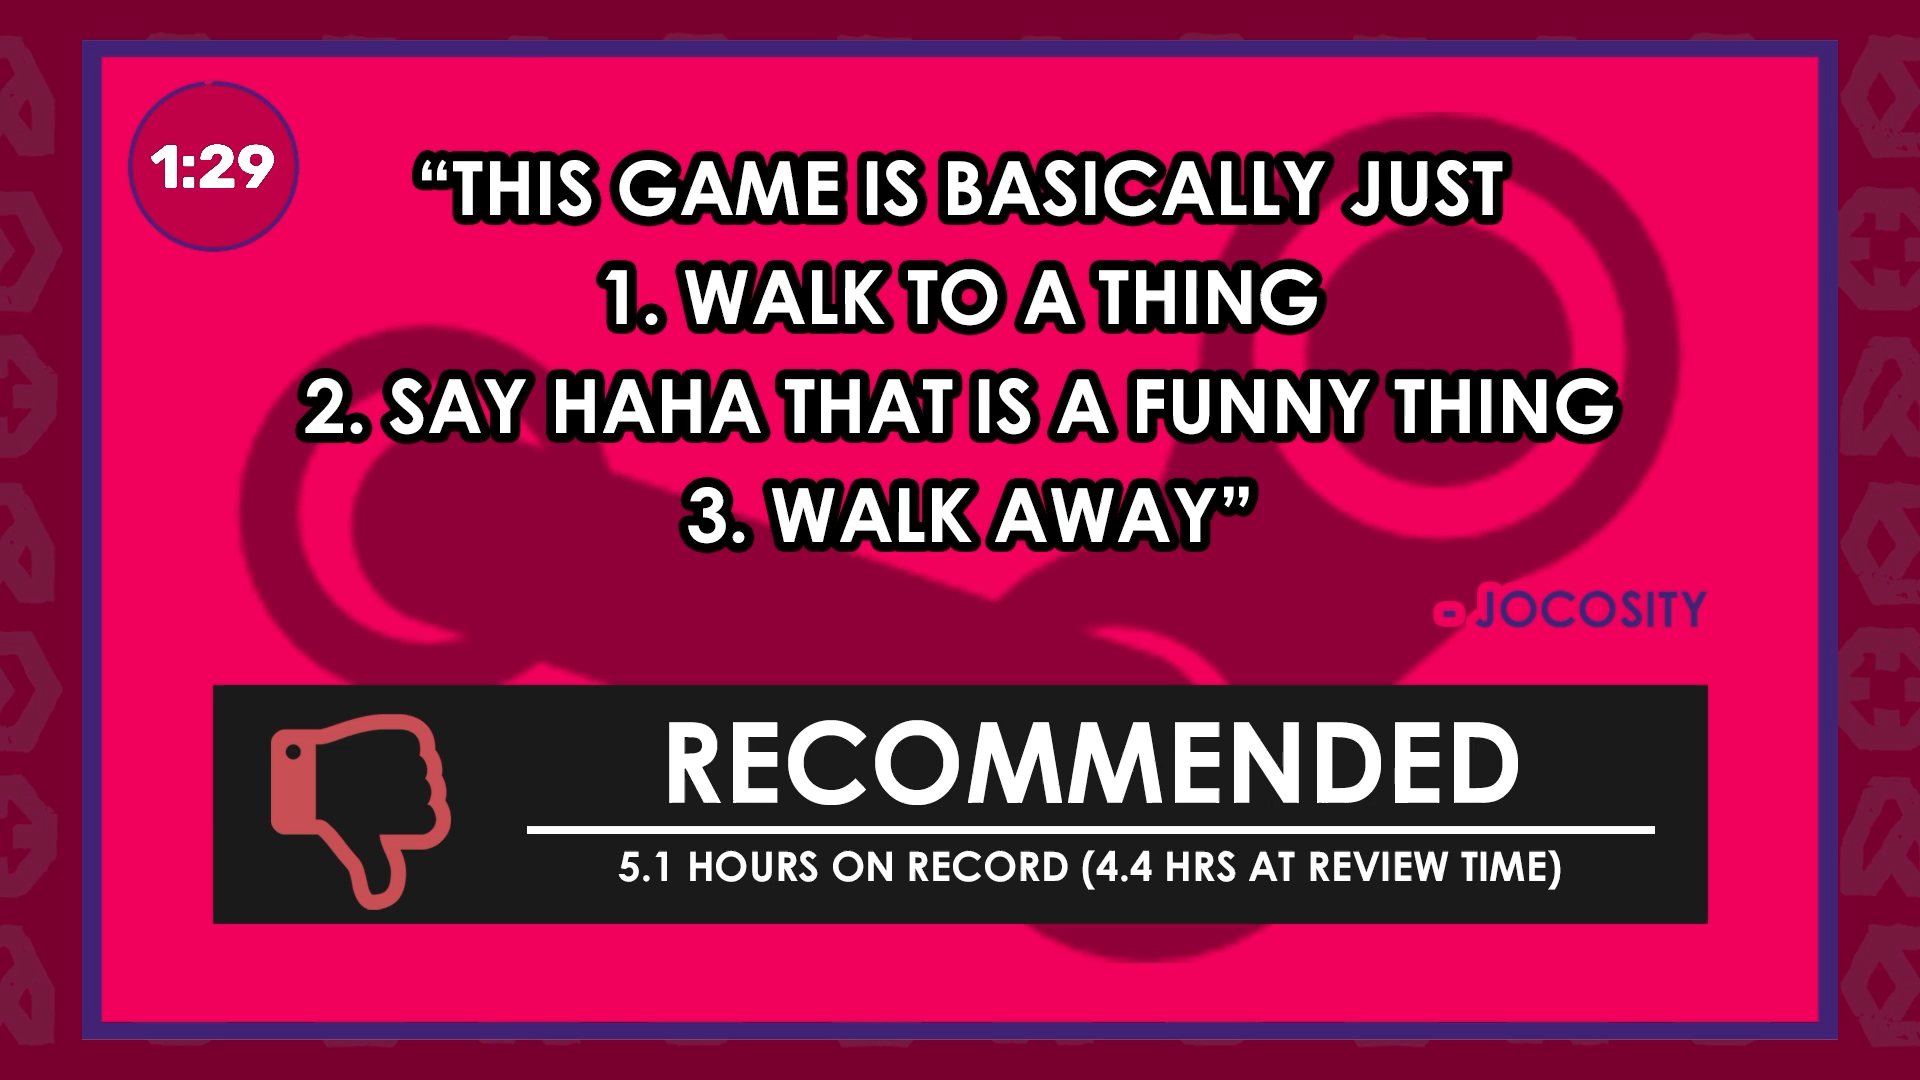 1:29
“THIS GAME IS BASICALLY JUST
1. WALK TO A THING
2. SAY HAHA THAT IS A FUNNY THING
3. WALK AWAY”
- JOCOSITY
RECOMMENDED
5.1 HOURS ON RECORD (4.4 HRS AT REVIEW TIME)